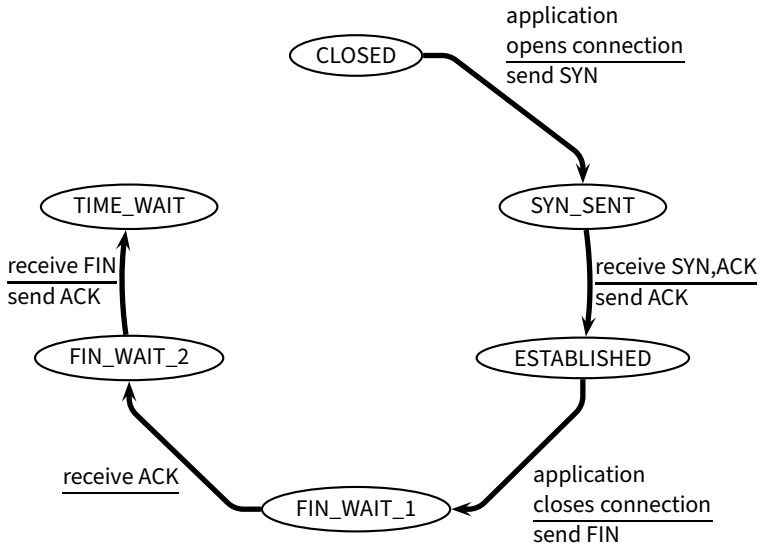 CLOSED
application
opens connection
send SYN
SYN_SENT
receive SYN,ACK
send ACK
ESTABLISHED
application
closes connection
send FIN
FIN_WAIT_1
receive ACK
FIN_WAIT_2
receive FIN
send ACK
TIME_WAIT